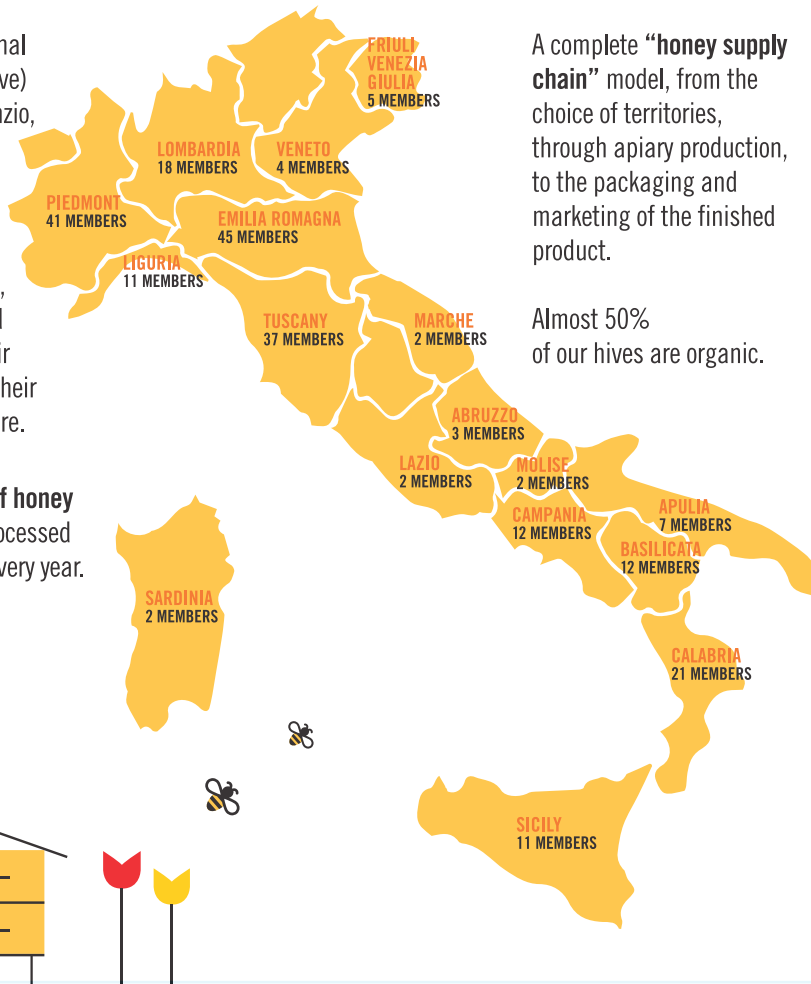 nal
ve)
nzio,
,
l
ir
heir
re.
f honey
ocessed
very year.
FRIULI
VENEZIA
GIULIA
5 MEMBERS
LOMBARDIA
18 MEMBERS
VENETO
4 MEMBERS
PIEDMONT
41 MEMBERS
EMILIA ROMAGNA
45 MEMBERS
LIGURIA
11 MEMBERS
TUSCANY
37 MEMBERS
MARCHE
2 MEMBERS
ABRUZZO
3 MEMBERS
LAZIO
2 MEMBERS
MOLISE
2 MEMBERS
CAMPANIA
12 MEMBERS
APULIA
7 MEMBERS
BASILICATA
12 MEMBERS
SARDINIA
2 MEMBERS
CALABRIA
21 MEMBERS
SICILY
11 MEMBERS
A complete “honey supply
chain” model, from the
choice of territories,
through apiary production,
to the packaging and
marketing of the finished
product.
Almost 50%
of our hives are organic.